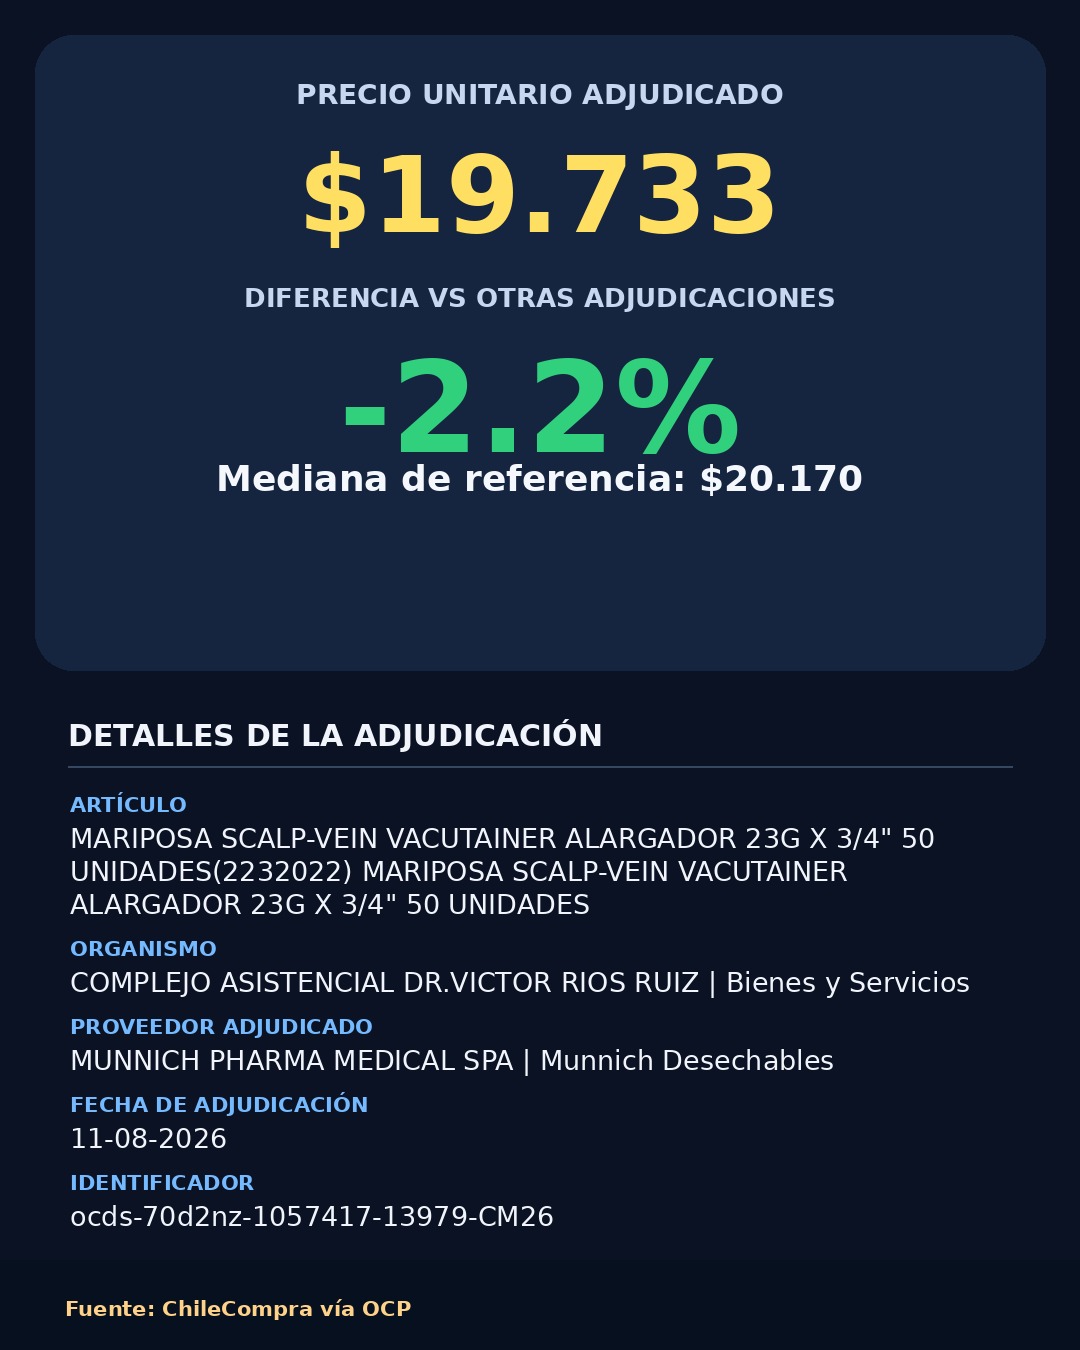 PRECIO UNITARIO ADJUDICADO
$19.733
DIFERENCIA VS OTRAS ADJUDICACIONES
-2.2%
Mediana de referencia: $20.170
DETALLES DE LA ADJUDICACIÓN
ARTÍCULO
MARIPOSA SCALP-VEIN VACUTAINER ALARGADOR 23G X 3/4" 50
UNIDADES(2232022) MARIPOSA SCALP-VEIN VACUTAINER
ALARGADOR 23G X 3/4" 50 UNIDADES
ORGANISMO
COMPLEJO ASISTENCIAL DR.VICTOR RIOS RUIZ | Bienes y Servicios
PROVEEDOR ADJUDICADO
MUNNICH PHARMA MEDICAL SPA | Munnich Desechables
FECHA DE ADJUDICACIÓN
11-08-2026
IDENTIFICADOR
ocds-70d2nz-1057417-13979-CM26
Fuente: ChileCompra vía OCP